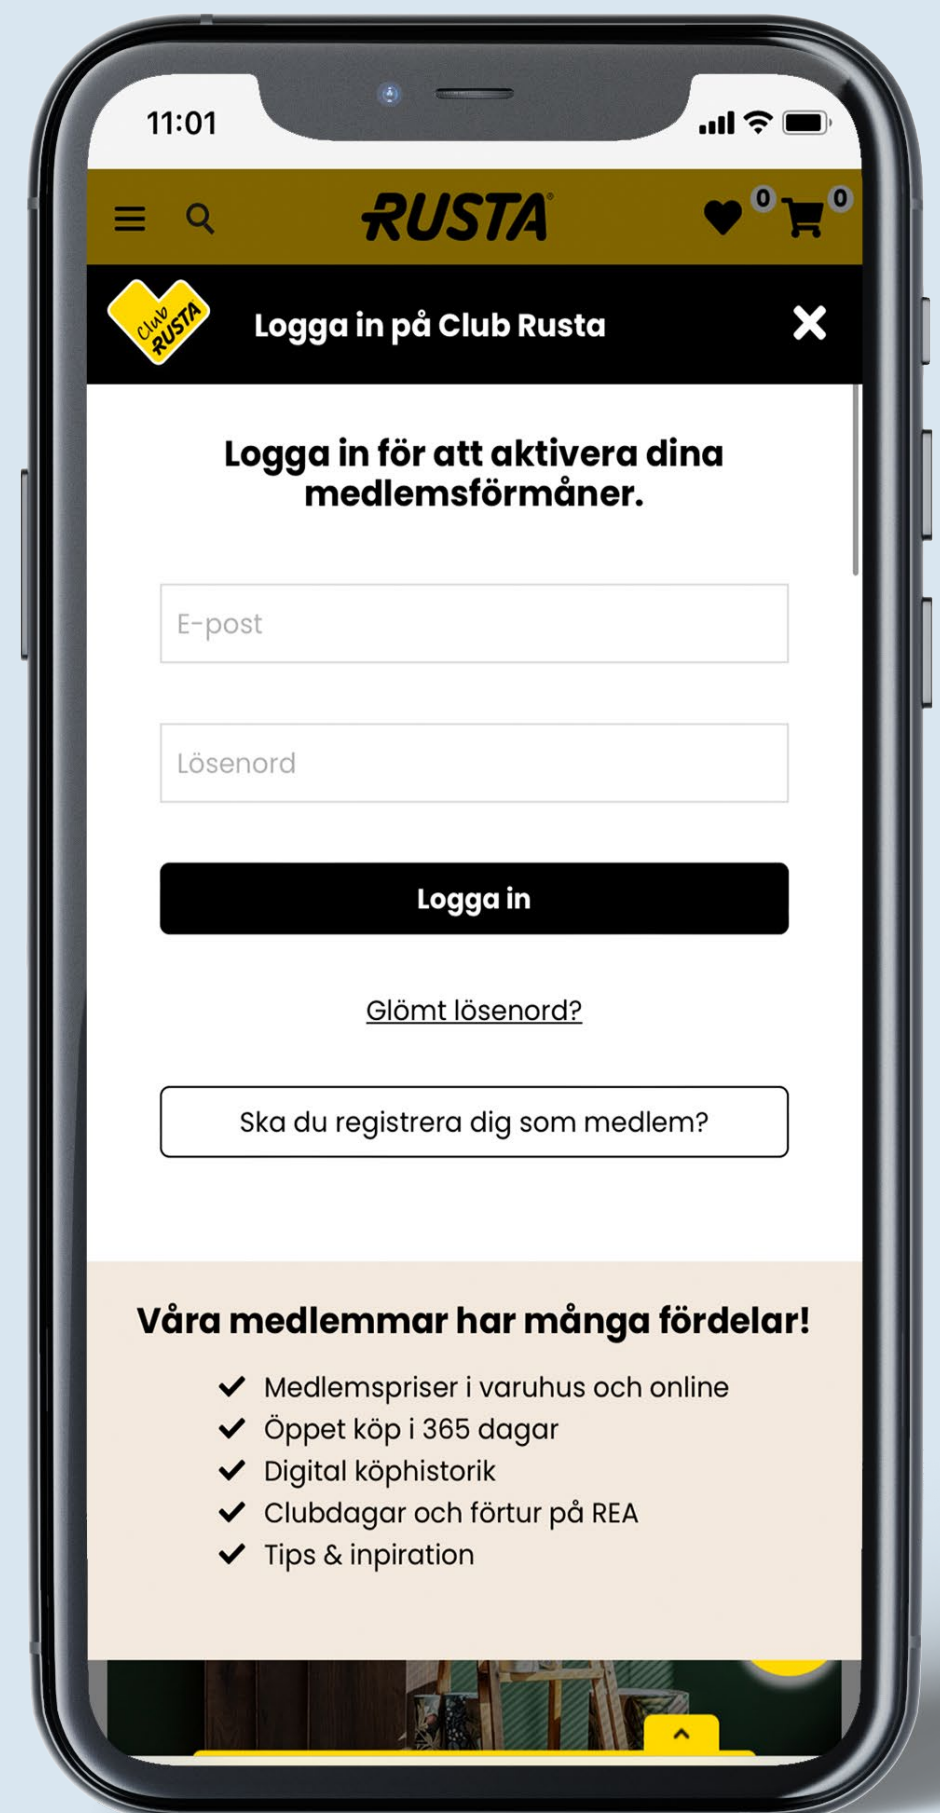 11:01
RUSTA
0
0
Club
RUSTA
Logga in på Club Rusta
Logga in för att aktivera dina
medlemsförmåner.
E-post
Lösenord
Logga in
Glömt lösenord?
Ska du registrera dig som medlem?
Våra medlemmar har många fördelar!
Medlemspriser i varuhus och online
Öppet köp i 365 dagar
Digital köphistorik
Clubdagar och förtur på REA
Tips & inpiration